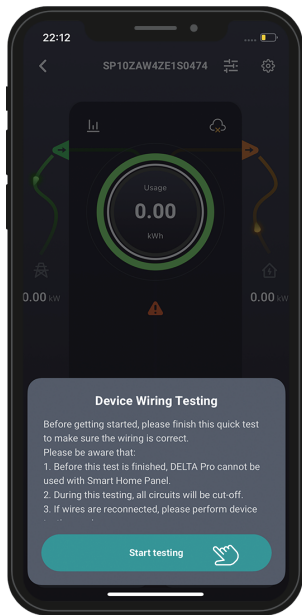 22:12
SP10ZAW4ZE1S0474
Usage
0.00
kWh
0.00 kW
0.00 kW
Device Wiring Testing
Before getting started, please finish this quick test
to make sure the wiring is correct.
Please be aware that:
1. Before this test is finished, DELTA Pro cannot be
used with Smart Home Panel.
2. During this testing, all circuits will be cut-off.
3. If wires are reconnected, please perform device
Start testing